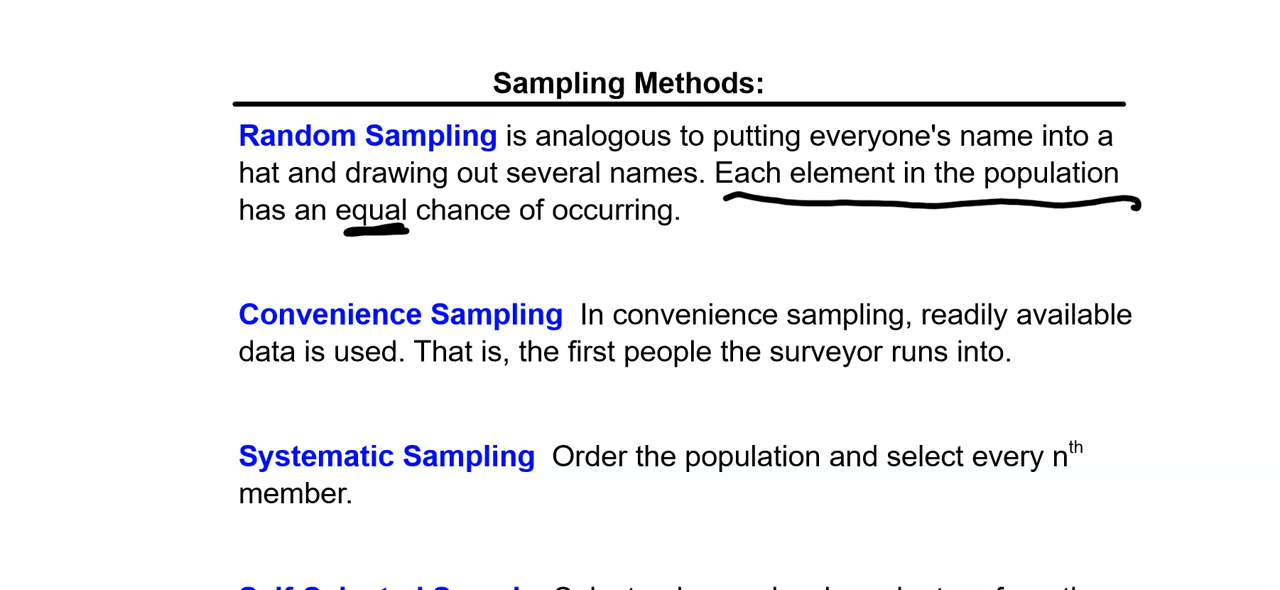 Sampling Methods:
Random Sampling is analogous to putting everyone's name into a
hat and drawing out several names. Each element in the population
has an equal chance of occurring.
Convenience Sampling  In convenience sampling, readily available
data is used. That is, the first people the surveyor runs into.
Systematic Sampling  Order the population and select every nth
member.